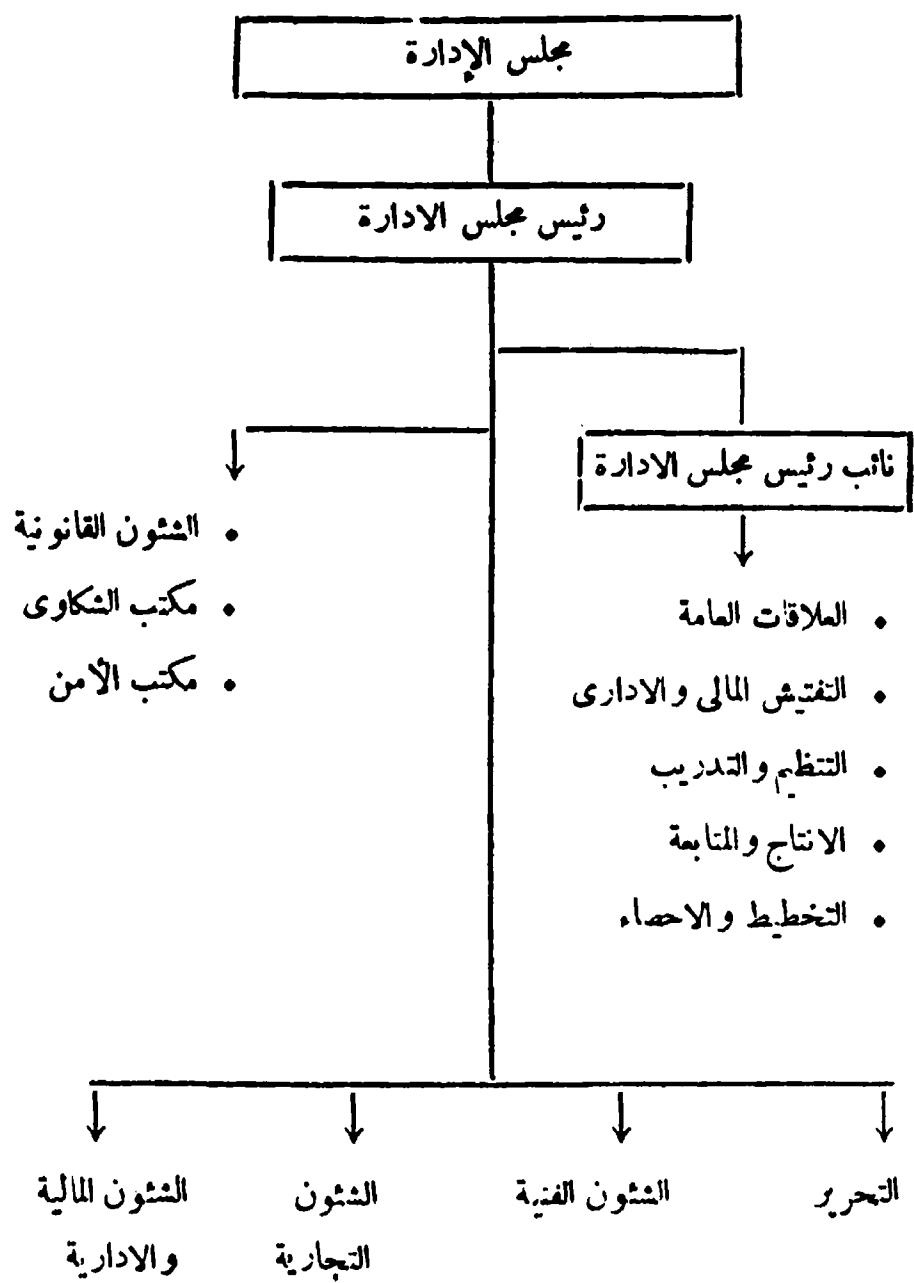 مجلس الإدارة
رئيس مجلس الادارة
نائب رئيس مجلس الادارة
• العلاقات العامة
• التفتيش المالى والادارى
• التنظيم والتدريب
• الانتاج والمتابعة
• التخطيط والاحصاء
• الشئون القانونية
• مكتب الشكاوى
• مكتب الأمن
التحرير
الشئون الفنية
الشئون
التجارية
الشئون المالية
والادارية